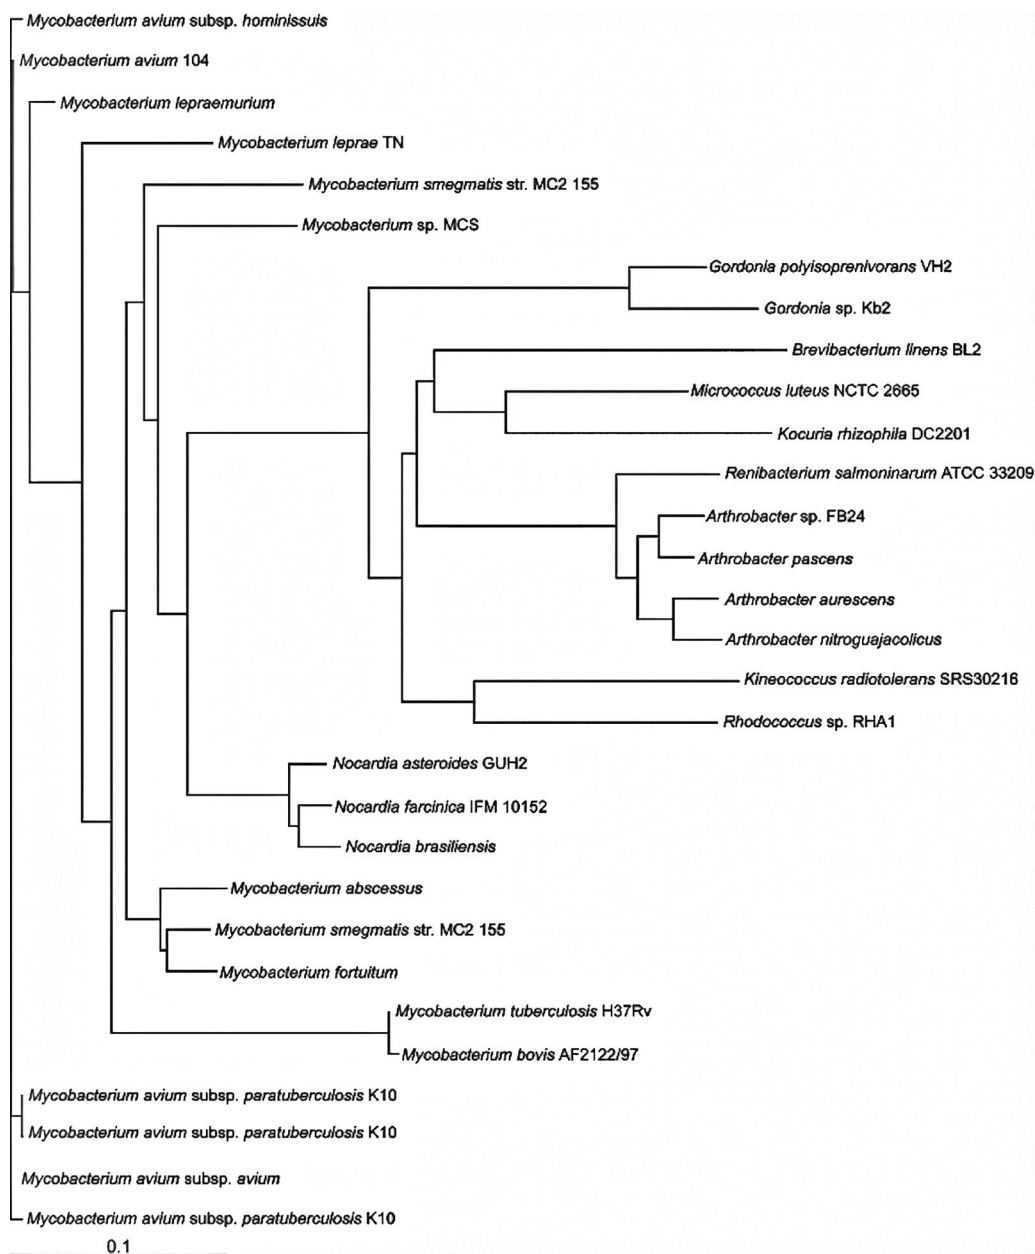 Mycobacterium avium subsp. hominissuis
Mycobacterium avium 104
Mycobacterium lepraemurium
Mycobacterium leprae TN
Mycobacterium smegmatis str. MC2 155
Mycobacterium sp. MCS
Gordonia polyisoprenivorans VH2
Gordonia sp. Kb2
Brevibacterium linens BL2
Micrococcus luteus NCTC 2665
Kocuria rhizophila DC2201
Renibacterium salmoninarum ATCC 33209
Arthrobacter sp. FB24
Arthrobacter pascens
Arthrobacter aurescens
Arthrobacter nitroguajacolicus
Kineococcus radiotolerans SRS30216
Rhodococcus sp. RHA1
Nocardia asteroides GUH2
Nocardia farcinica IFM 10152
Nocardia brasiliensis
Mycobacterium abscessus
Mycobacterium smegmatis str. MC2 155
Mycobacterium fortuitum
Mycobacterium tuberculosis H37Rv
Mycobacterium bovis AF2122/97
Mycobacterium avium subsp. paratuberculosis K10
Mycobacterium avium subsp. paratuberculosis K10
Mycobacterium avium subsp. avium
Mycobacterium avium subsp. paratuberculosis K10
0.1